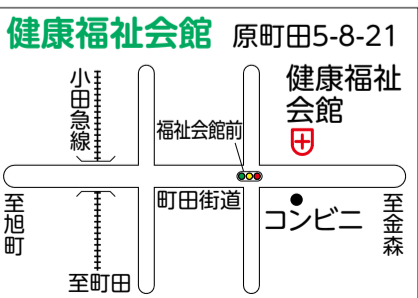 健康福祉会館 原町田5-8-21
小田急線
健康福祉
会館
福祉会館前
町田街道
コンビニ
至旭町
至金森
至町田